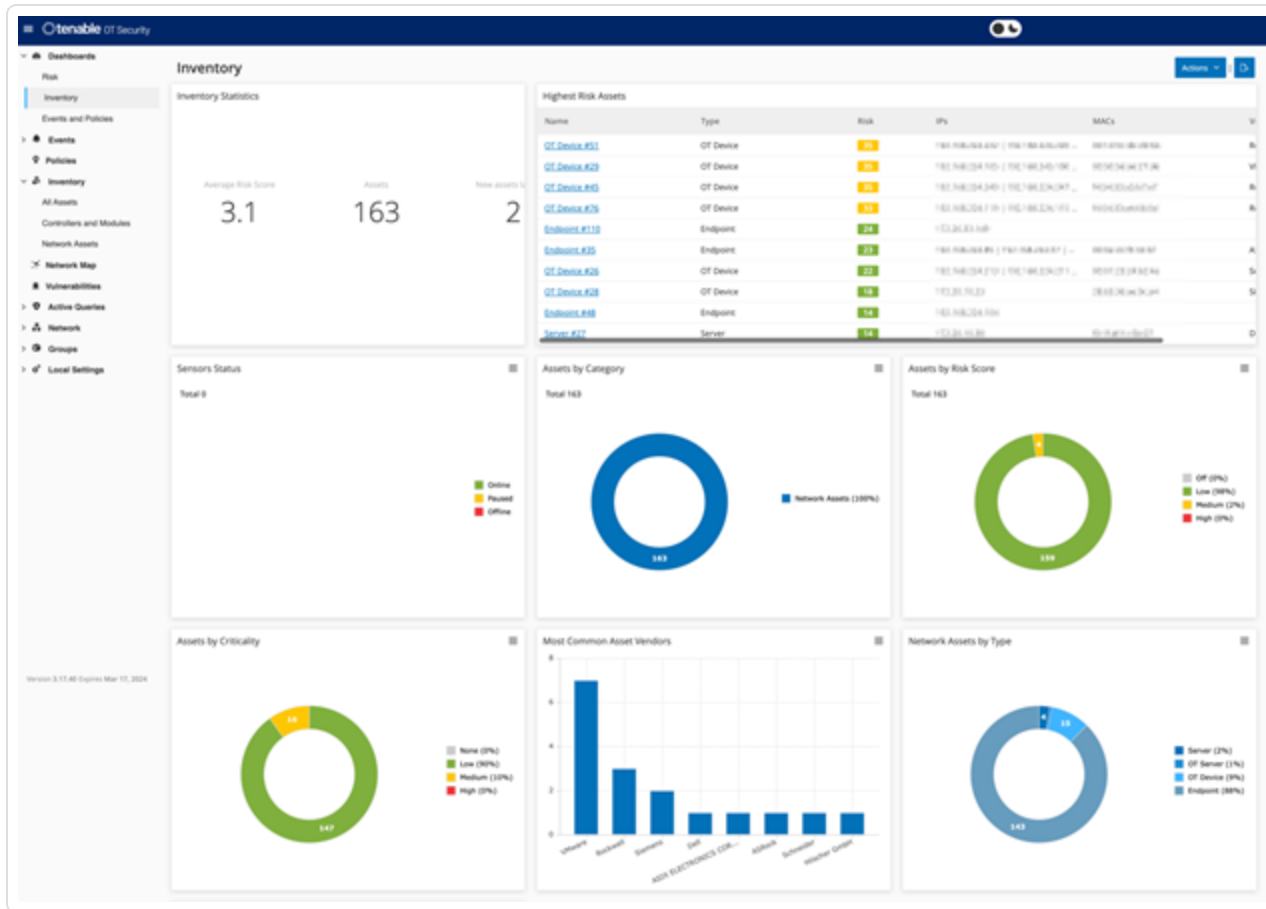 tenable OT Security
Dashboards
Risk
Inventory
Events and Policies
Events
Policies
Inventory
All Assets
Controllers and Modules
Network Assets
Network Map
Vulnerabilities
Active Queries
Network
Groups
Local Settings
Version 3.17.40 Expires Mar 17, 2024
Inventory
Actions
Inventory Statistics
Average Risk Score
Assets
New assets
3.1
163
2
Highest Risk Assets
Name Type Risk IPs MACs V
OT Device #51 OT Device 35
OT Device #29 OT Device 35
OT Device #45 OT Device 35
OT Device #76 OT Device 33
Endpoint #110 Endpoint 24
Endpoint #35 Endpoint 23
OT Device #26 OT Device 22
OT Device #28 OT Device 18
Endpoint #48 Endpoint 14
Server #27 Server 14
Sensors Status
Total 0
Online
Paused
Offline
Assets by Category
Total 163
163
Network Assets (100%)
Assets by Risk Score
Total 163
4
159
Off (0%)
Low (98%)
Medium (2%)
High (0%)
Assets by Criticality
16
147
None (0%)
Low (90%)
Medium (10%)
High (0%)
Most Common Asset Vendors
8
6
4
2
0
VMware
Rockwell
Siemens
Dell
ASIX ELECTRONICS COR...
ASRock
Schneider
Hilscher GmbH
Network Assets by Type
4
15
143
Server (2%)
OT Server (1%)
OT Device (9%)
Endpoint (88%)